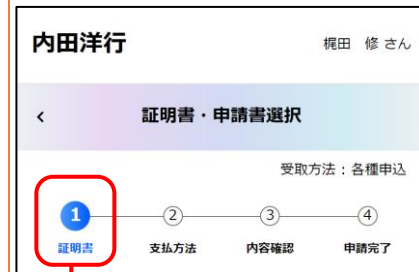 内田洋行
梶田 修 さん
<
証明書・申請書選択
受取方法：各種申込
1 2 3 4
証明書 支払方法 内容確認 申請完了